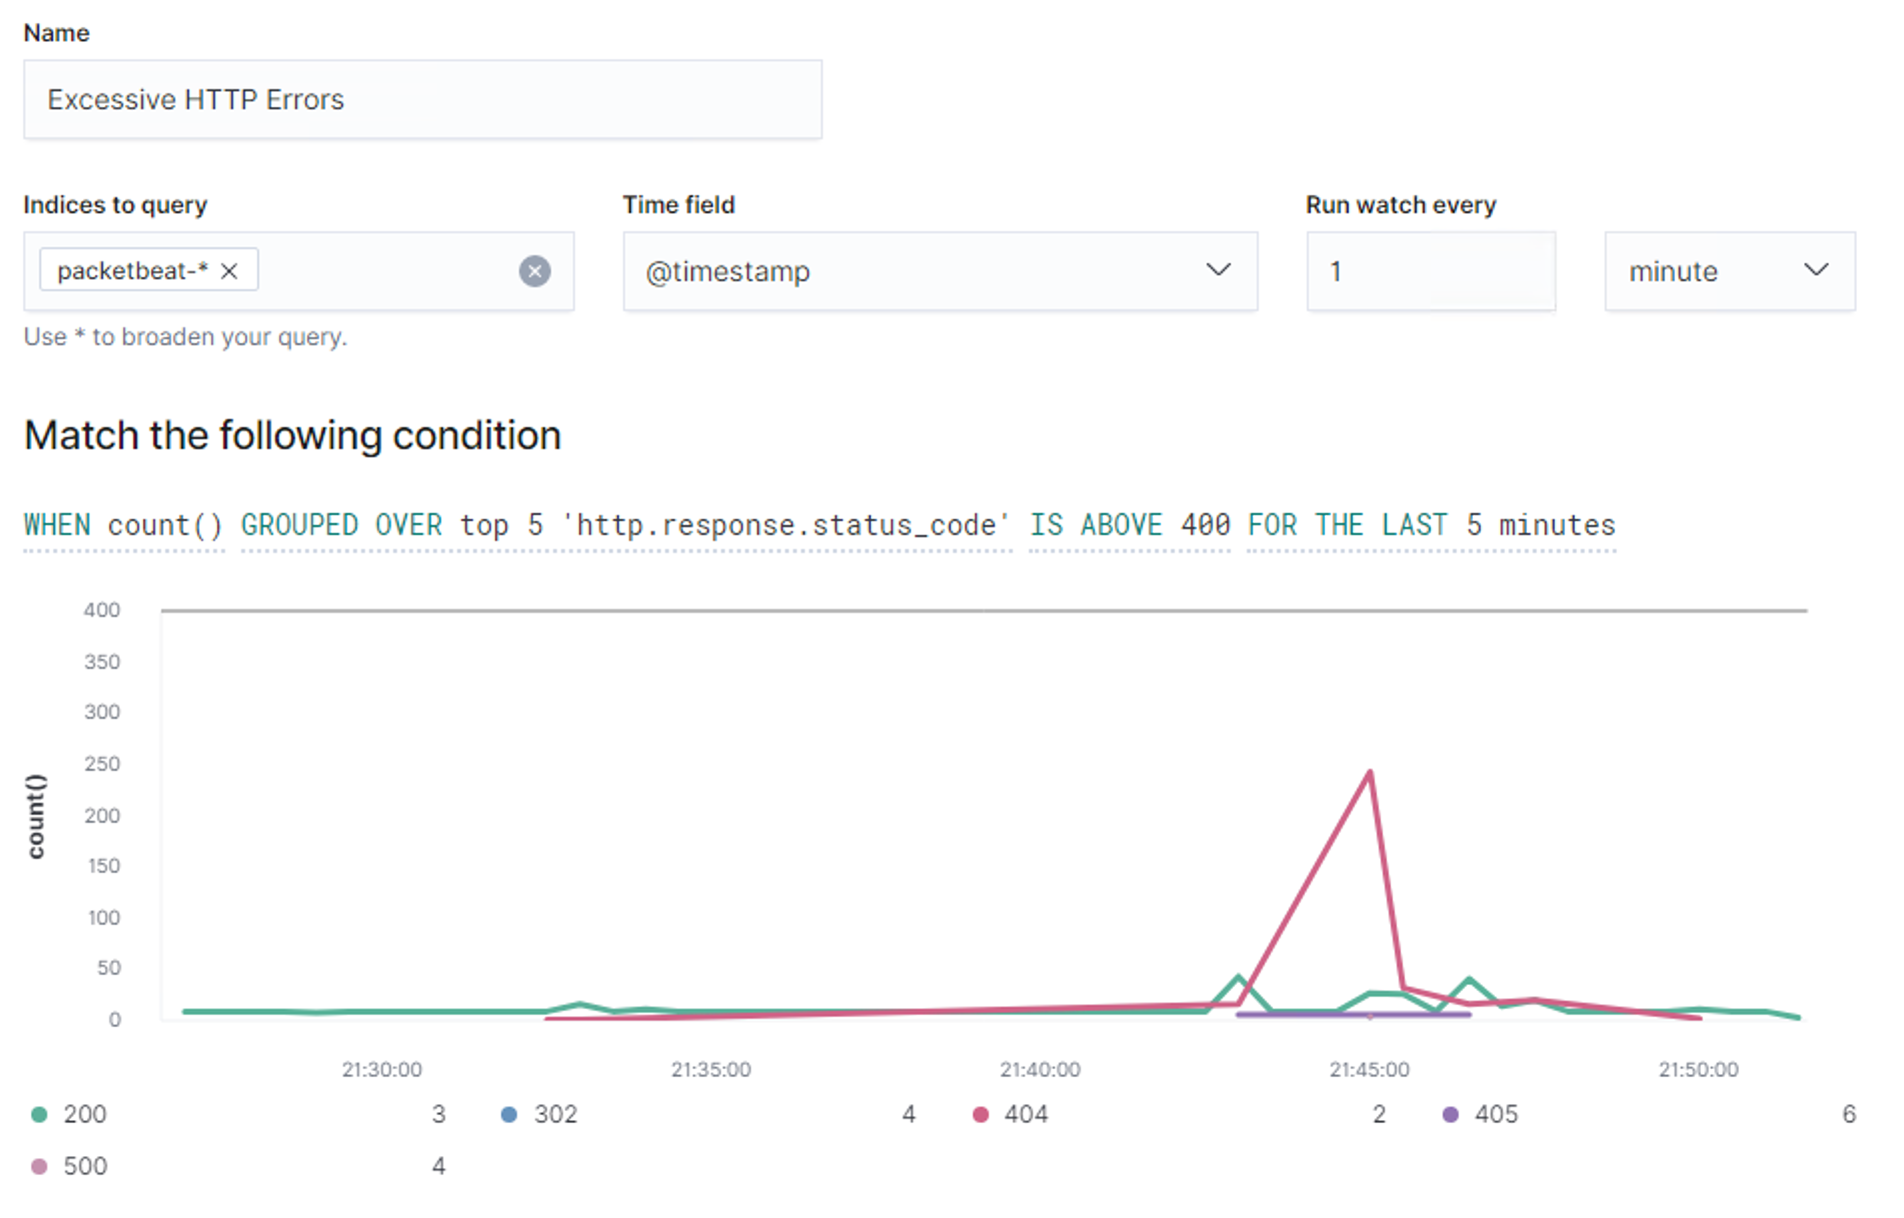 Name
Excessive HTTP Errors
Indices to query
Time field
Run watch every
packetbeat-*
@timestamp
1
minute
Use * to broaden your query.
Match the following condition
WHEN count() GROUPED OVER top 5 'http.response.status_code' IS ABOVE 400 FOR THE LAST 5 minutes
400
350
300
250
200
150
100
50
0
count()
21:30:00 21:35:00 21:40:00 21:45:00 21:50:00
200 3 302 4 404 2 405 6
500 4